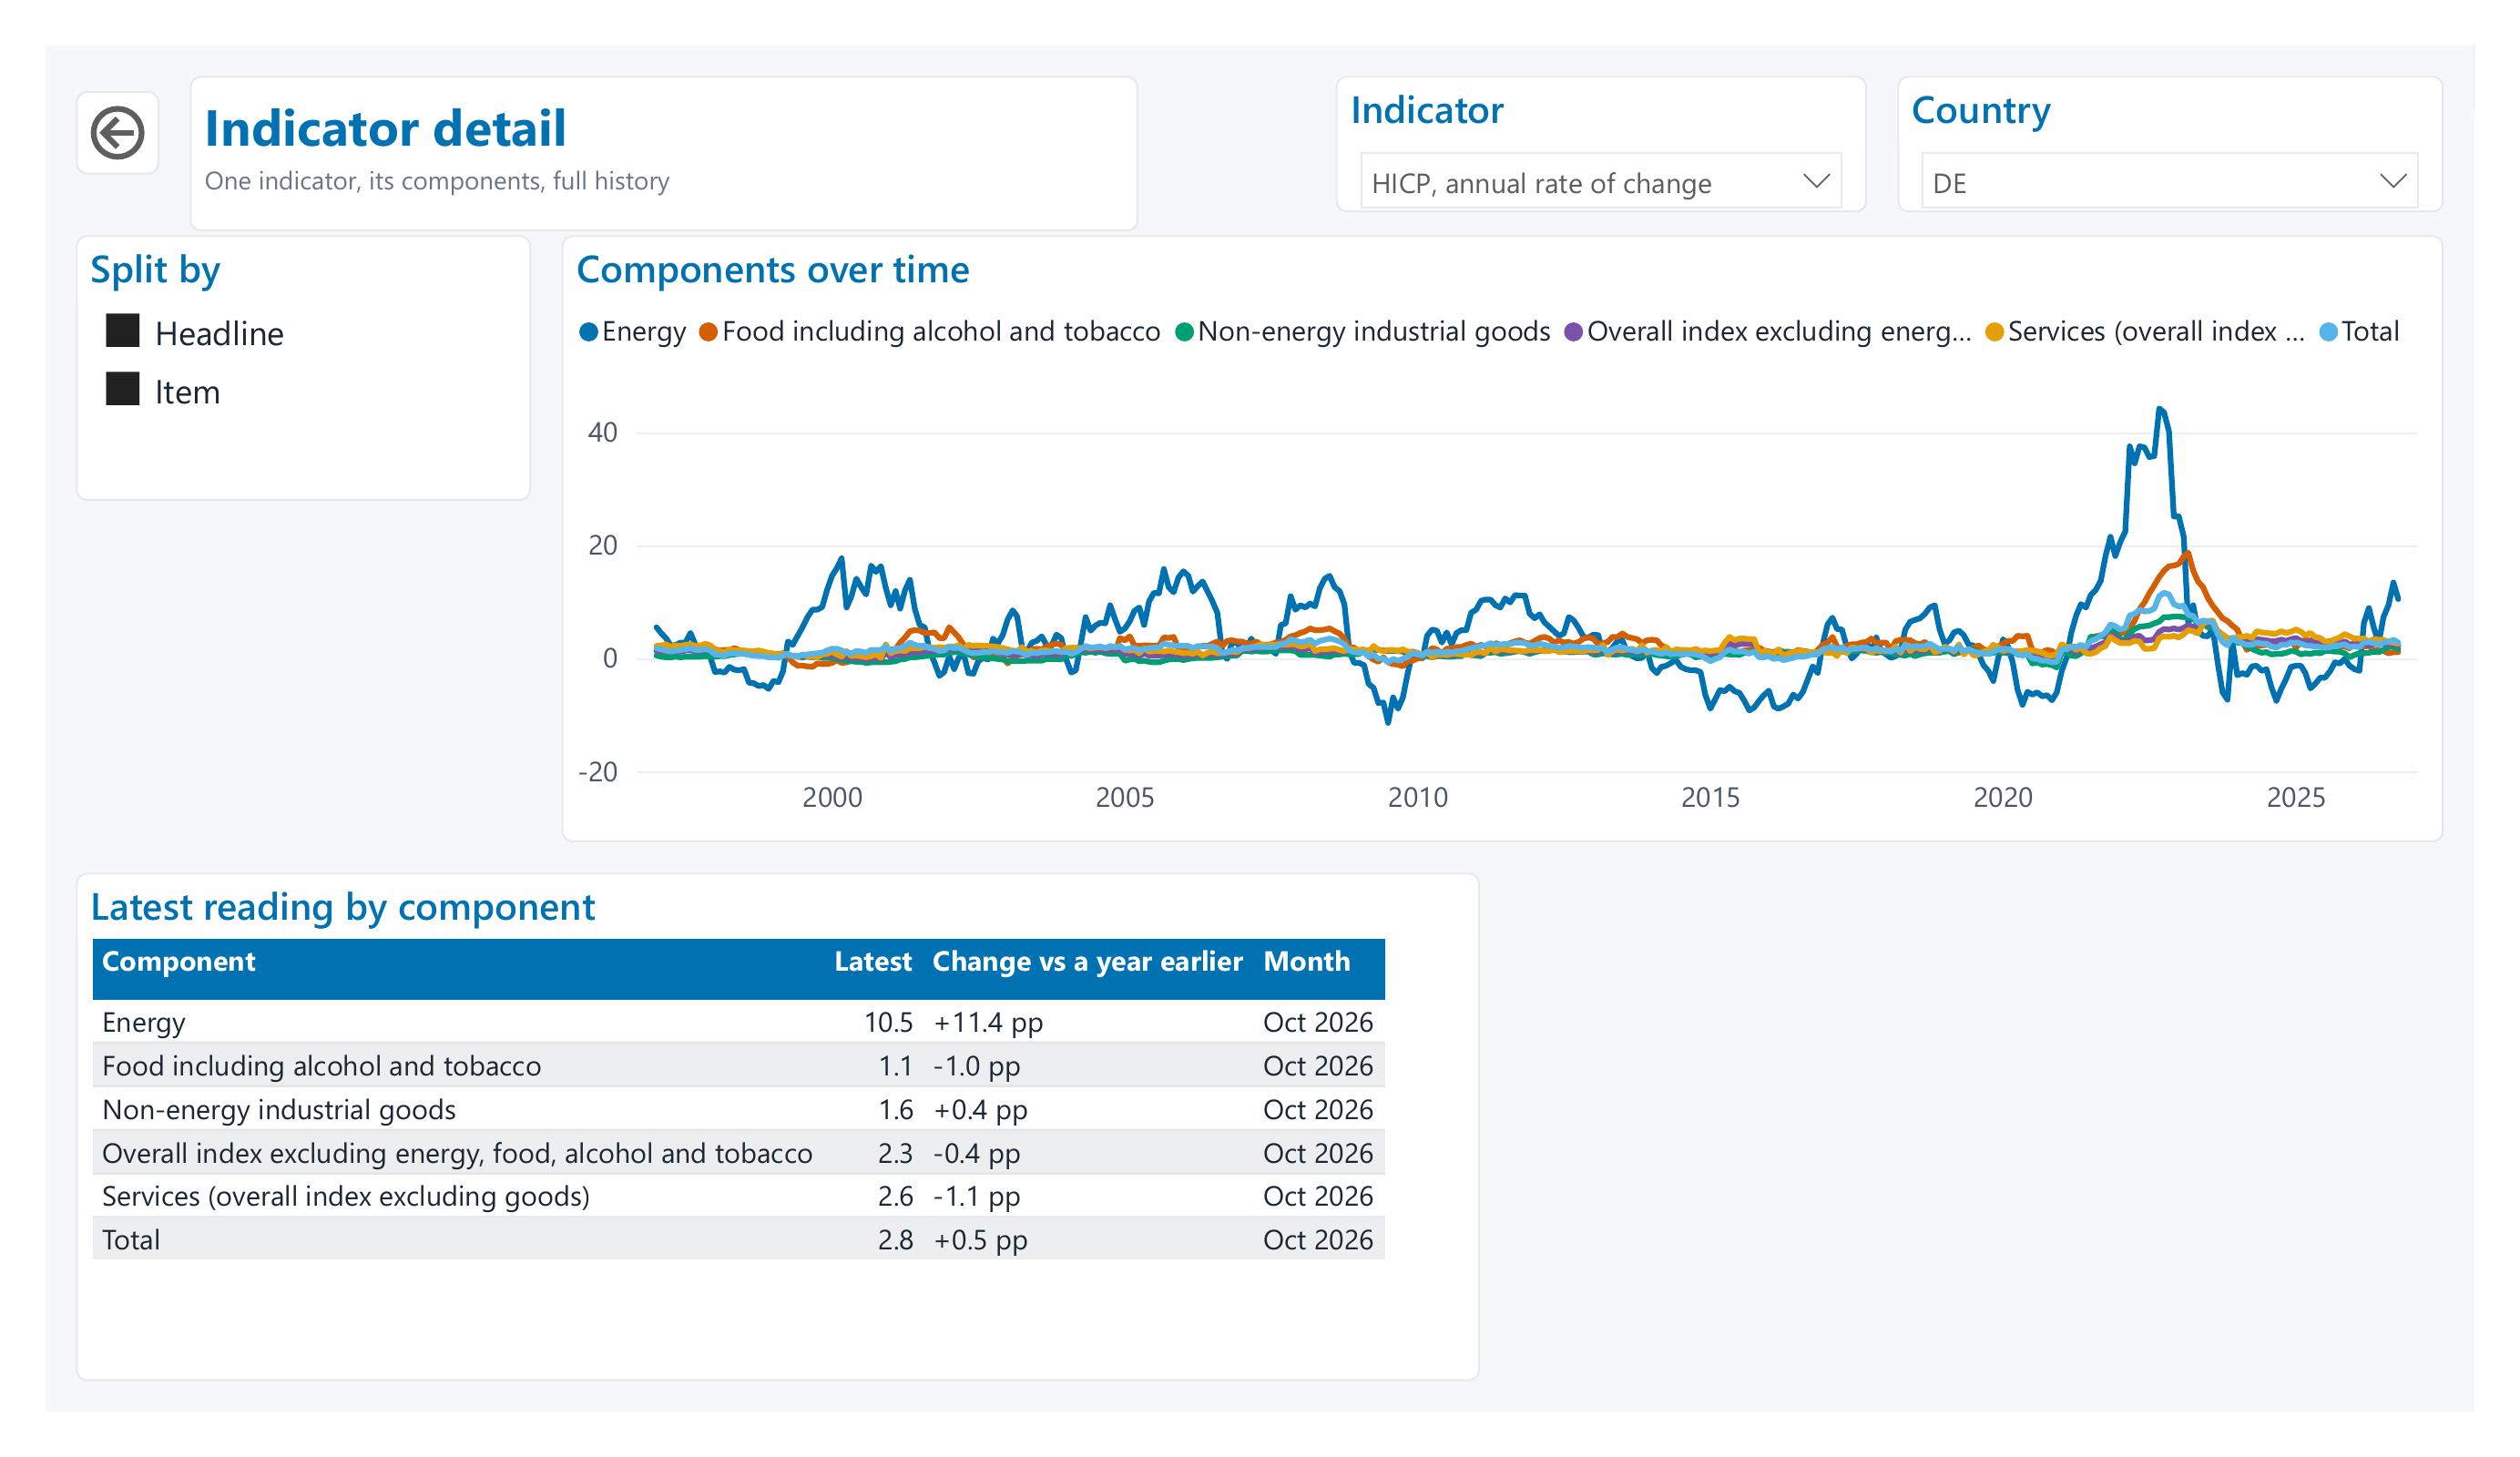 Indicator detail
One indicator, its components, full history
Indicator
HICP, annual rate of change
Country
DE
Split by
Headline
Item
Components over time
Energy Food including alcohol and tobacco Non-energy industrial goods Overall index excluding energ... Services (overall index ... Total
40
20
0
-20
2000 2005 2010 2015 2020 2025
Latest reading by component
Component Latest Change vs a year earlier Month
Energy 10.5 +11.4 pp Oct 2026
Food including alcohol and tobacco 1.1 -1.0 pp Oct 2026
Non-energy industrial goods 1.6 +0.4 pp Oct 2026
Overall index excluding energy, food, alcohol and tobacco 2.3 -0.4 pp Oct 2026
Services (overall index excluding goods) 2.6 -1.1 pp Oct 2026
Total 2.8 +0.5 pp Oct 2026